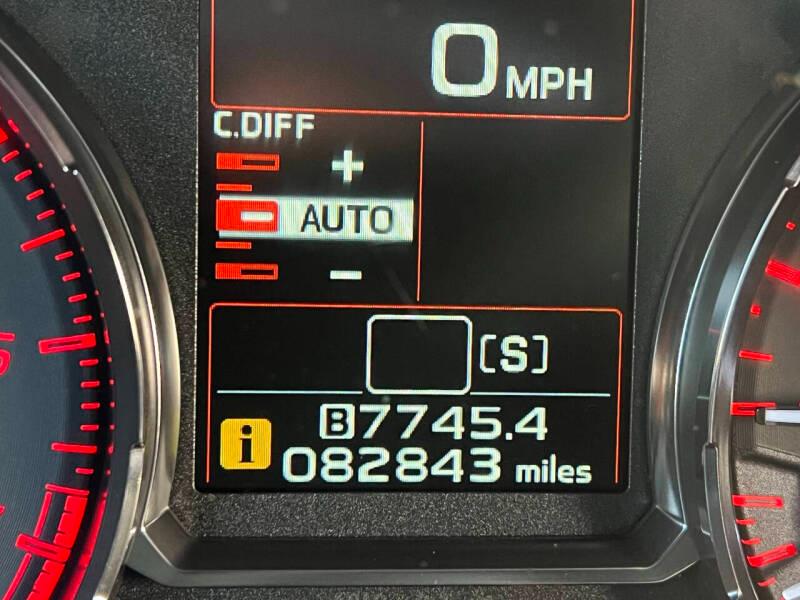 0 MPH
C.DIFF
+
AUTO
-
[S]
i B7745.4
082843 miles